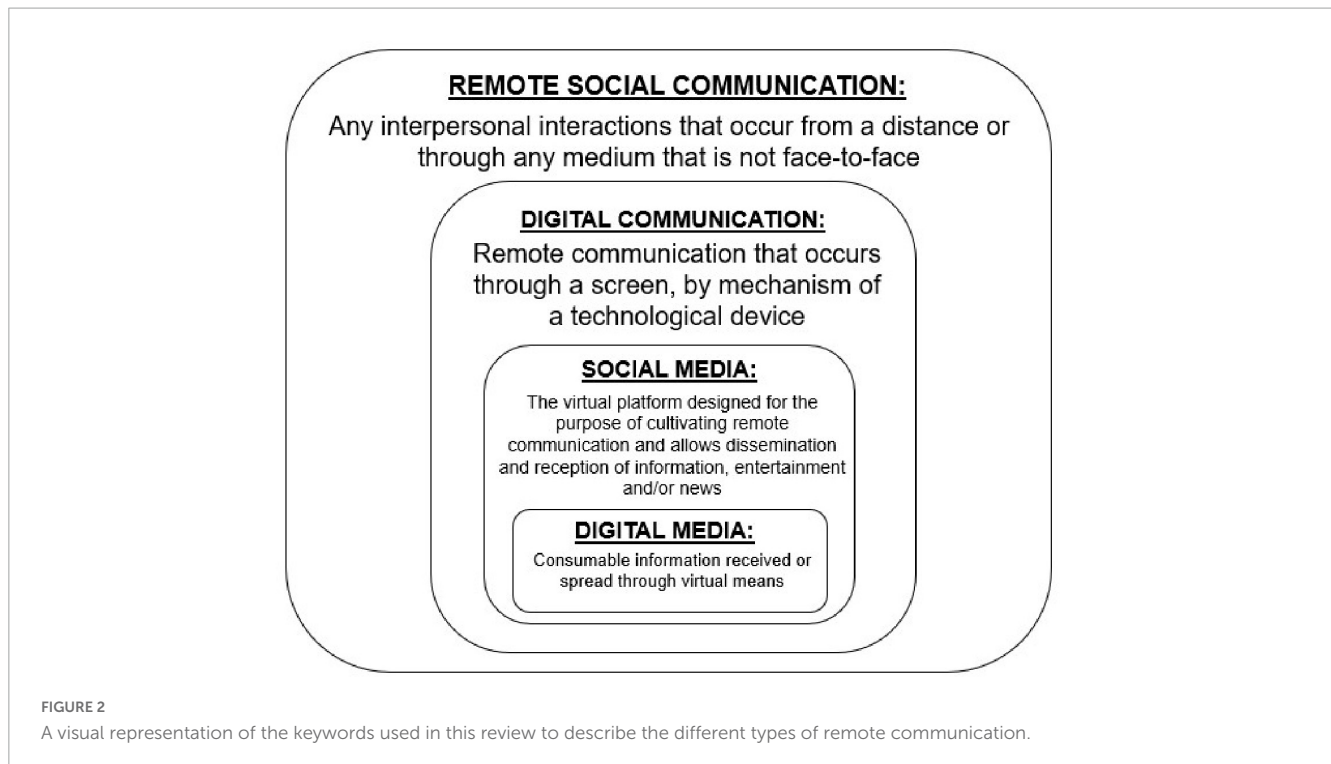 REMOTE SOCIAL COMMUNICATION:
Any interpersonal interactions that occur from a distance or
through any medium that is not face-to-face
DIGITAL COMMUNICATION:
Remote communication that occurs
through a screen, by mechanism of
a technological device
SOCIAL MEDIA:
The virtual platform designed for the
purpose of cultivating remote
communication and allows dissemination
and reception of information, entertainment
and/or news
DIGITAL MEDIA:
Consumable information received or
spread through virtual means
FIGURE 2
A visual representation of the keywords used in this review to describe the different types of remote communication.